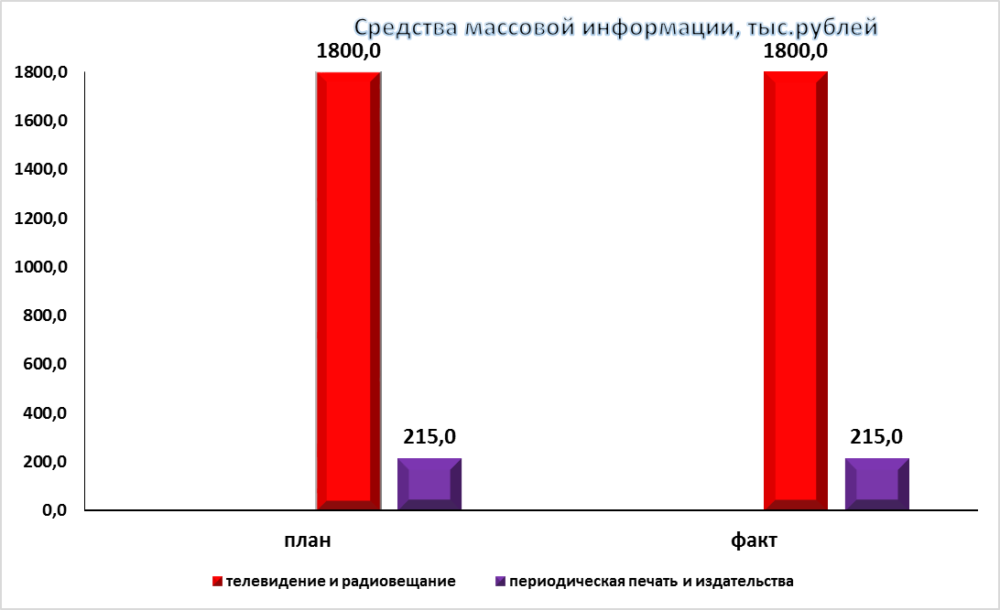 Средства массовой информации, тыс.рублей
1800,0
1800,0
1800,0
1600,0
1400,0
1200,0
1000,0
800,0
600,0
400,0
200,0
0,0
215,0
215,0
план
факт
телевидение и радиовещание
периодическая печать и издательства